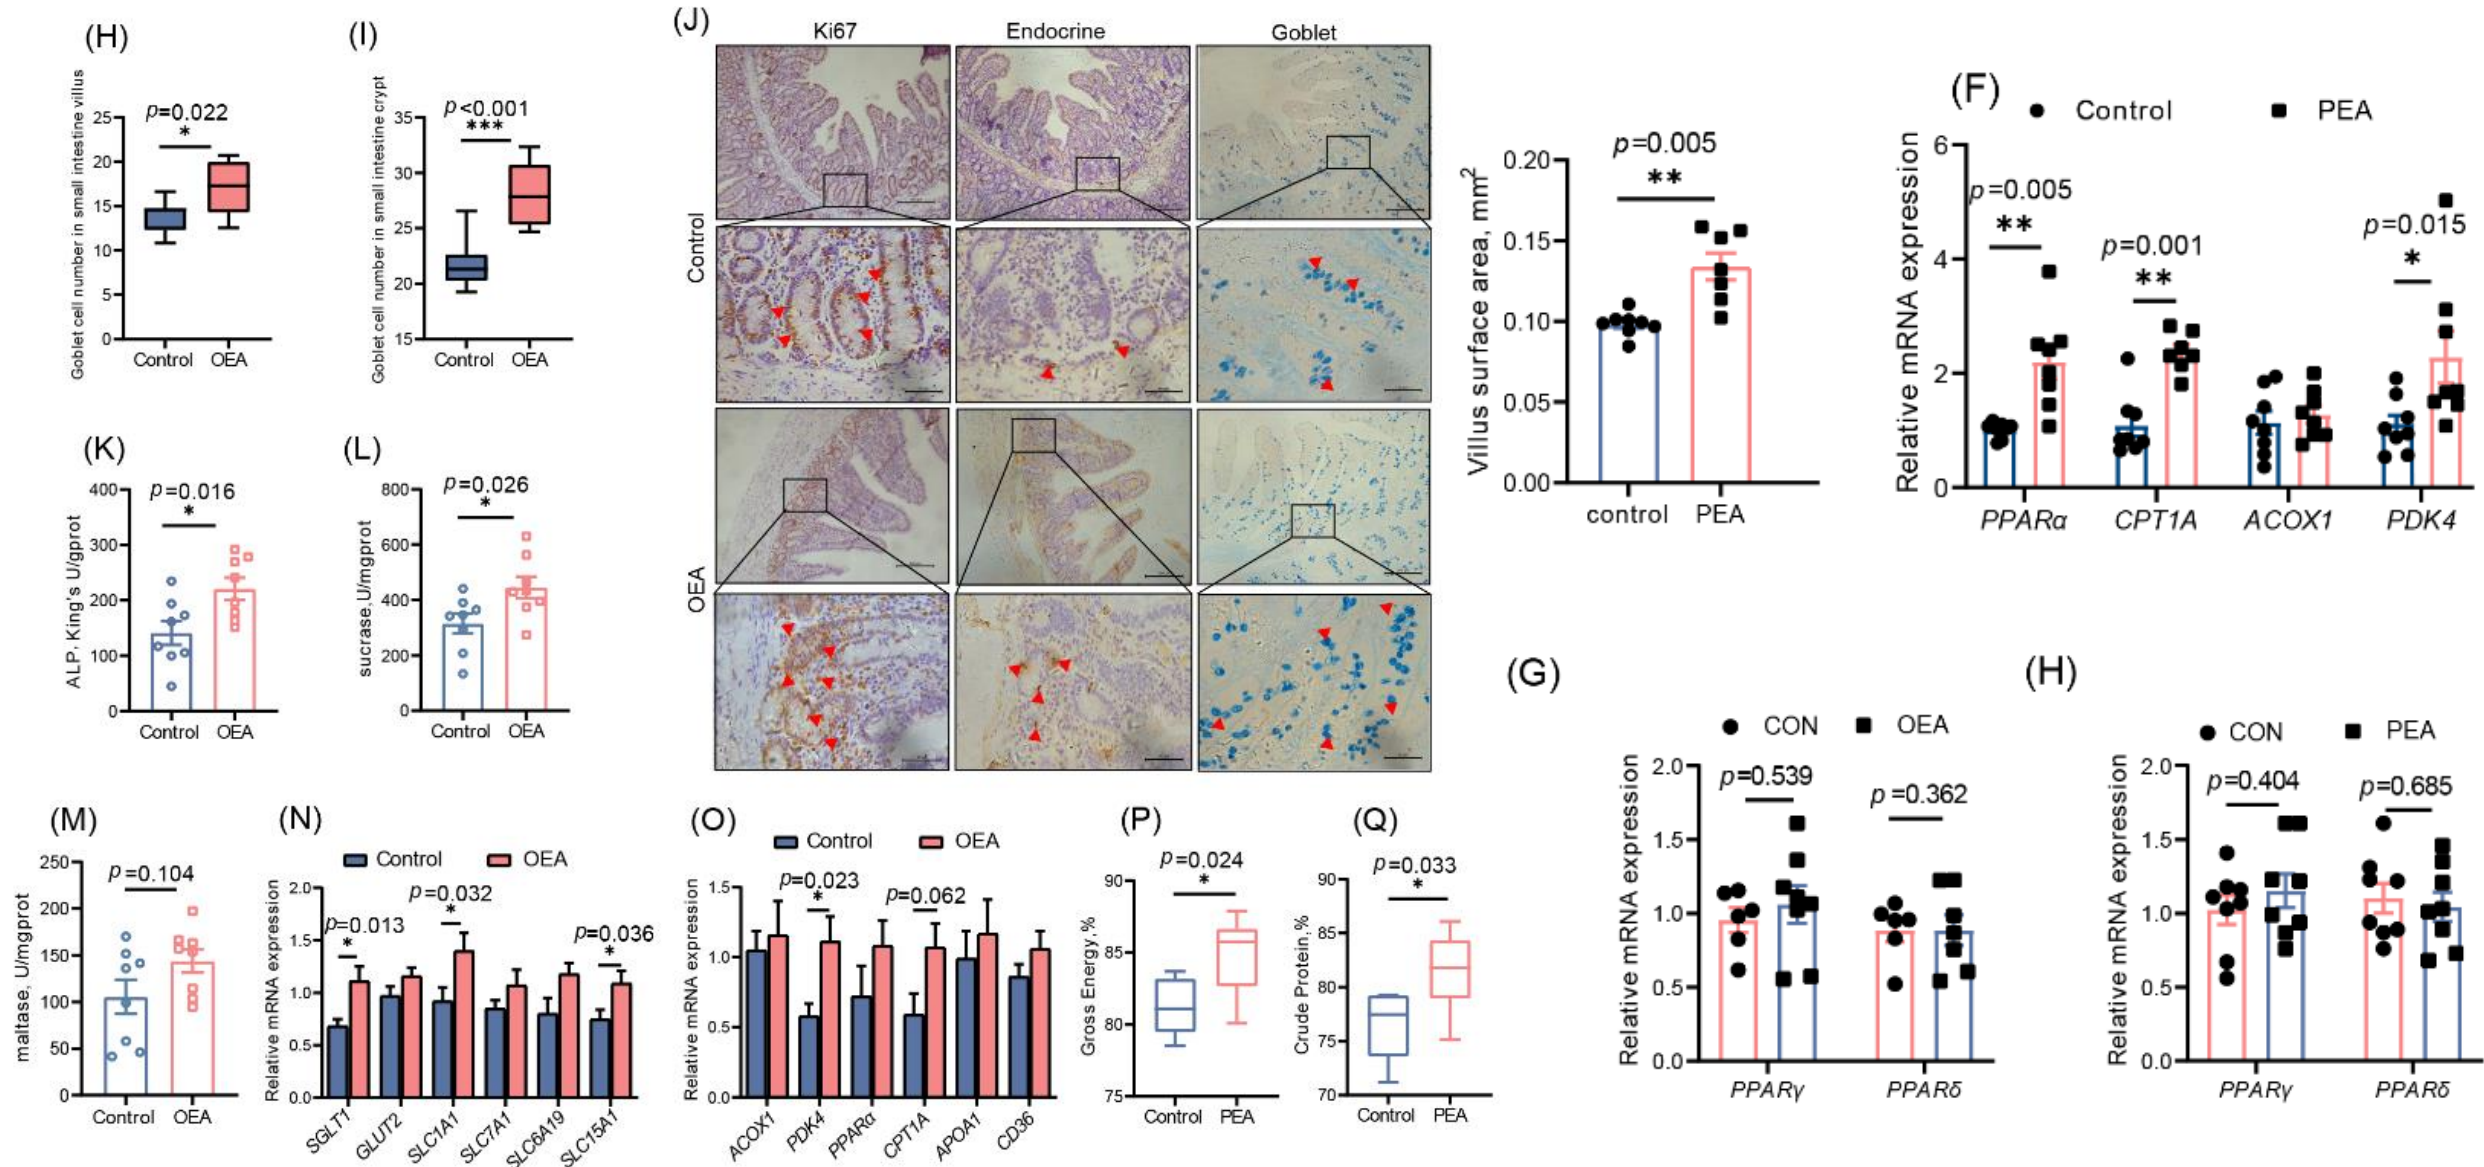 (H)
Goblet cell number in small intestine villus
p=0.022
*
25
20
15
10
5
0
Control OEA
(I)
Goblet cell number in small intestine crypt
p<0.001
***
35
30
25
20
15
Control OEA
(J)
Ki67 Endocrine Goblet
Control
OEA
Villus surface area, mm2
p=0.005
**
0.20
0.15
0.10
0.05
0.00
control PEA
(F)
Control PEA
Relative mRNA expression
6
4
2
0
p=0.005
**
p=0.001
**
p=0.015
*
PPARα CPT1A ACOX1 PDK4
(K)
ALP, King's U/gprot
p=0.016
*
400
300
200
100
0
Control OEA
(L)
sucrase,U/mgprot
p=0.026
*
800
600
400
200
0
Control OEA
(G)
CON OEA
Relative mRNA expression
2.0
1.5
1.0
0.5
0.0
p=0.539
p=0.362
PPARγ PPARδ
(H)
CON PEA
Relative mRNA expression
2.0
1.5
1.0
0.5
0.0
p=0.404
p=0.685
PPARγ PPARδ
(M)
maltase, U/mgprot
p=0.104
250
200
150
100
50
0
Control OEA
(N)
Control OEA
Relative mRNA expression
2.0
1.5
1.0
0.5
0.0
p=0.013
*
p=0.032
*
p=0.036
*
SGLT1 GLUT2 SLC1A1 SLC7A1 SLC6A19 SLC15A1
(O)
Control OEA
Relative mRNA expression
1.5
1.0
0.5
0.0
p=0.023
*
p=0.062
ACOX1 PDK4 PPARα CPT1A APOA1 CD36
(P)
Gross Energy,%
p=0.024
*
90
85
80
75
Control PEA
(Q)
Crude Protein,%
p=0.033
*
90
85
80
75
70
Control PEA